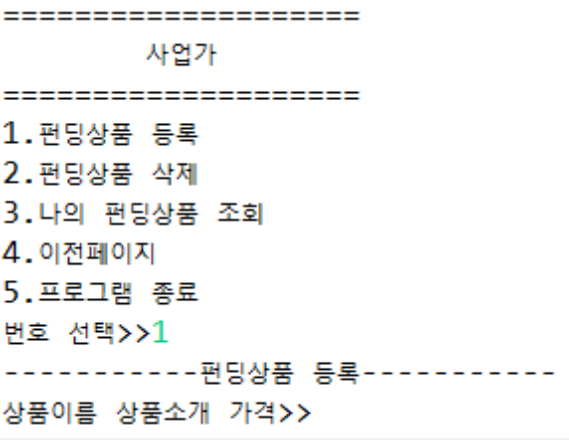 ====================
사업가
====================
1.펀딩상품 등록
2.펀딩상품 삭제
3.나의 펀딩상품 조회
4.이전페이지
5.프로그램 종료
번호 선택>>1
-----------펀딩상품 등록-----------
상품이름 상품소개 가격>>